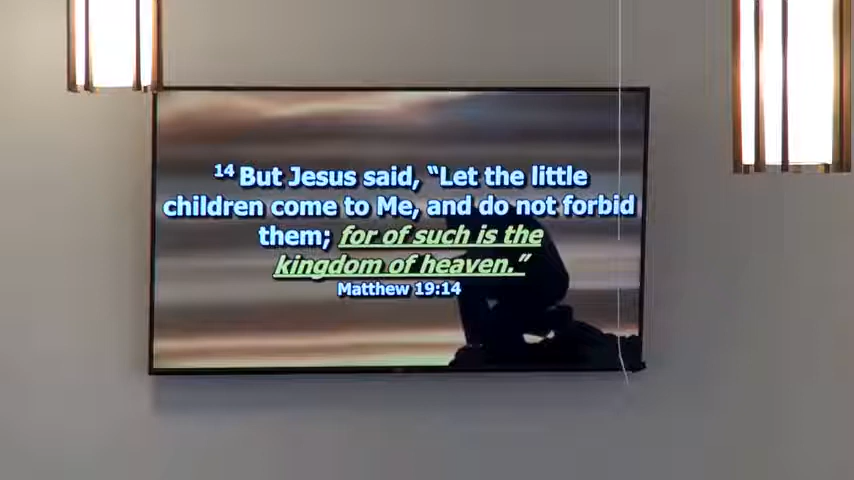 14 But Jesus said, “Let the little
children come to Me, and do not forbid
them; for of such is the
kingdom of heaven.”
Matthew 19:14